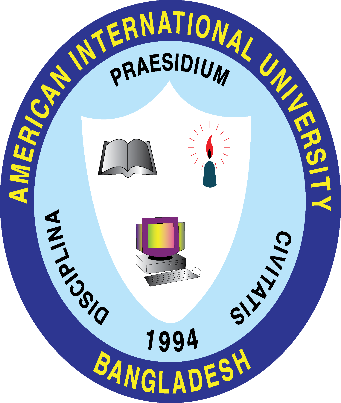 AMERICAN INTERNATIONAL UNIVERSITY
PRAESIDIUM
DISCIPLINA
CIVITATIS
1994
BANGLADESH